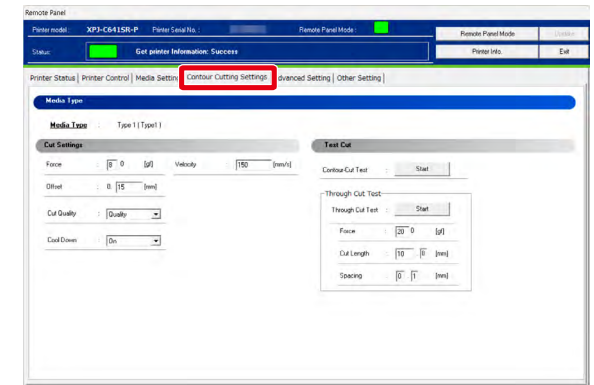 Remote Panel
Printer model: XPJ-C641SR-P Printer Serial No. : Remote Panel Mode : Remote Panel Mode
Status: Get printer Information: Success Printer Info. Exit
Printer Status Printer Control Media Settin Contour Cutting Settings dvanced Setting Other Setting
Media Type
Media Type : Type 1 ( Type1 )
Cut Settings Test Cut
Force : 8 0 [gf] Velocity : 150 [mm/s] Contour-Cut Test : Start
Offset : 0. 15 [mm] Through Cut Test
Cut Quality : Quality Through Cut Test : Start
Cool Down : On Force : 20 0 [gf]
Cut Length : 10 . 0 [mm]
Spacing : 0 . 1 [mm]